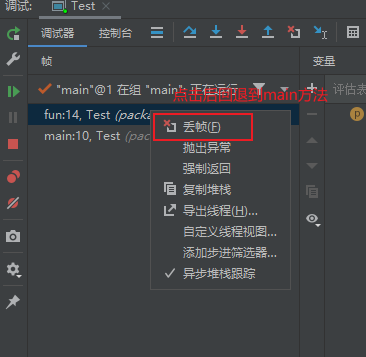 调试: Test ×
调试器 控制台
帧 变量
"main"@1 在组 "main": 正在运行
点击后回退到main方法
评估表
fun:14, Test (packa
main:10, Test (pack
丢帧(F)
抛出异常
强制返回
复制堆栈
导出线程(H)...
自定义线程视图...
添加步进筛选器...
异步堆栈跟踪